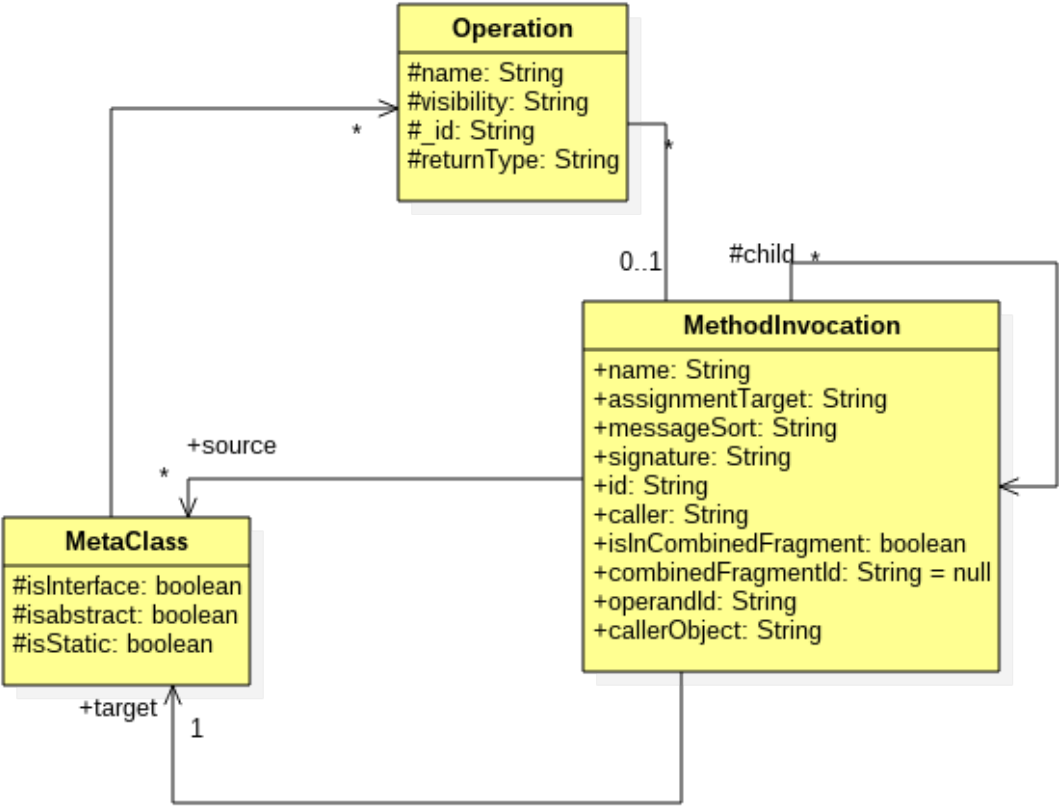 Operation
#name: String
#visibility: String
#_id: String
#returnType: String
*
*
0..1
#child
*
MethodInvocation
+name: String
+assignmentTarget: String
+messageSort: String
+signature: String
+id: String
+caller: String
+isInCombinedFragment: boolean
+combinedFragmentId: String = null
+operandId: String
+callerObject: String
+source
*
MetaClass
#isInterface: boolean
#isabstract: boolean
#isStatic: boolean
+target
1